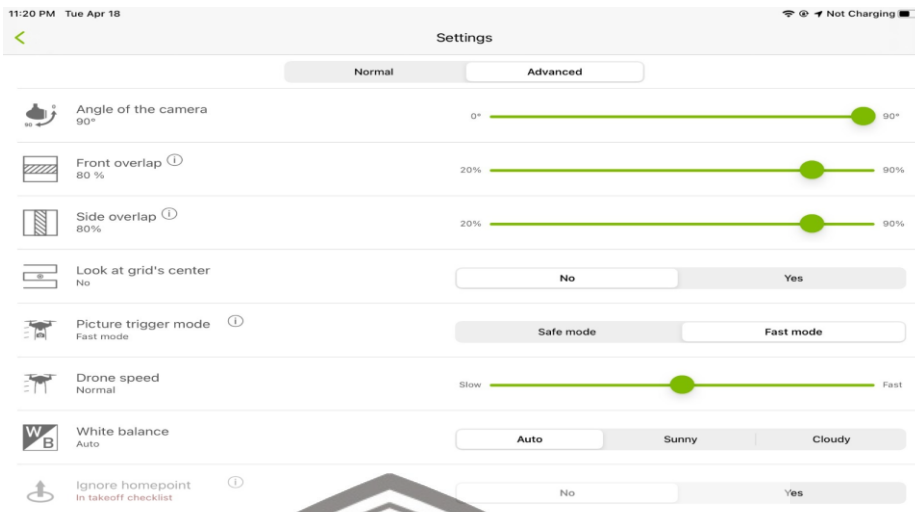 11:20 PM Tue Apr 18
Not Charging
Settings
Normal
Advanced
Angle of the camera
90°
0°
90°
90
0
Front overlap
80 %
20%
90%
Side overlap
80%
20%
90%
Look at grid's center
No
No
Yes
Picture trigger mode
Fast mode
Safe mode
Fast mode
Drone speed
Normal
Slow
Fast
W
B
White balance
Auto
Auto
Sunny
Cloudy
Ignore homepoint
In takeoff checklist
No
Yes